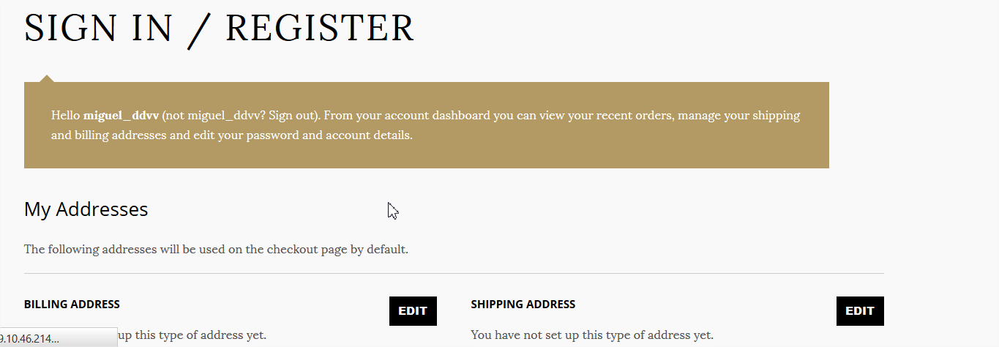 SIGN IN / REGISTER
Hello miguel_ddvv (not miguel_ddvv? Sign out). From your account dashboard you can view your recent orders, manage your shipping
and billing addresses and edit your password and account details.
My Addresses
The following addresses will be used on the checkout page by default.
BILLING ADDRESS
EDIT
up this type of address yet.
SHIPPING ADDRESS
EDIT
You have not set up this type of address yet.
9.10.46.214...